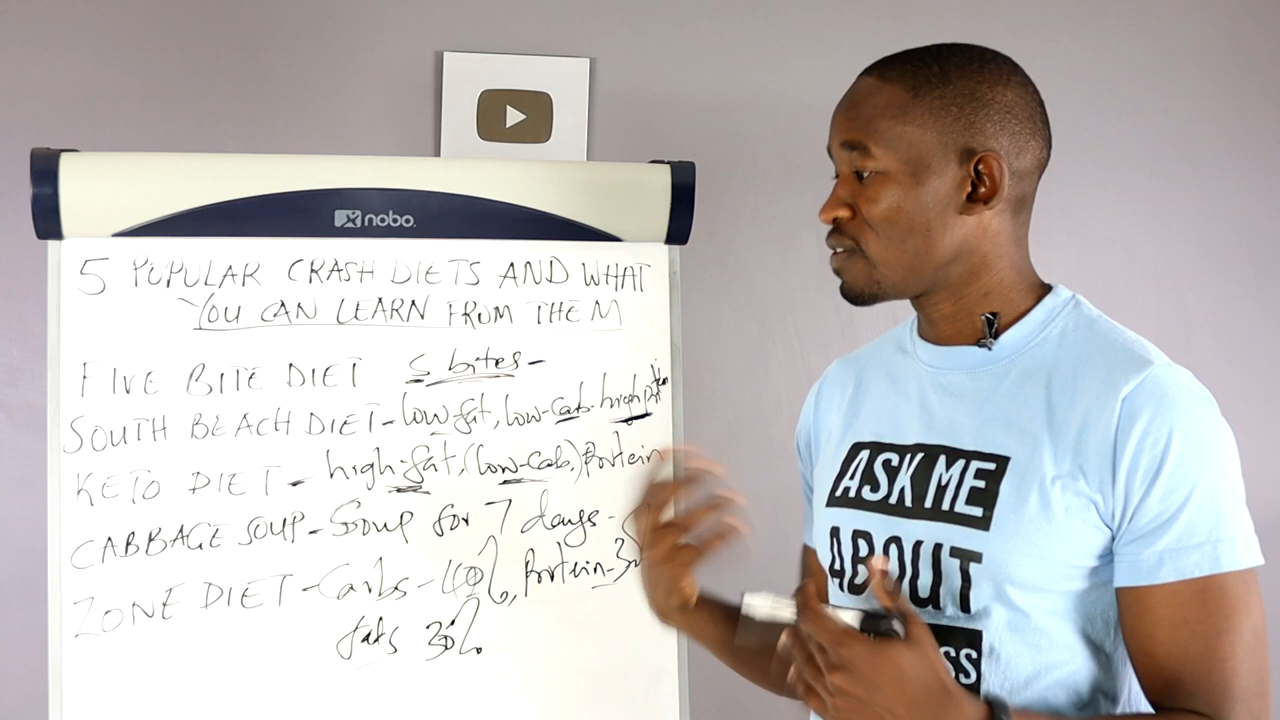 nobo
5 POPULAR CRASH DIETS AND WHAT
YOU CAN LEARN FROM THEM
FIVE BITE DIET 5 bites-
SOUTH BEACH DIET-low fat, low-carb-high
KETO DIET - high-fat, (low-carb,) Protein
CABBAGE SOUP-Soup for 7 days-
ZONE DIET-Carbs-40%, Protein-30
fats 30%
ASK ME
ABOUT
SS